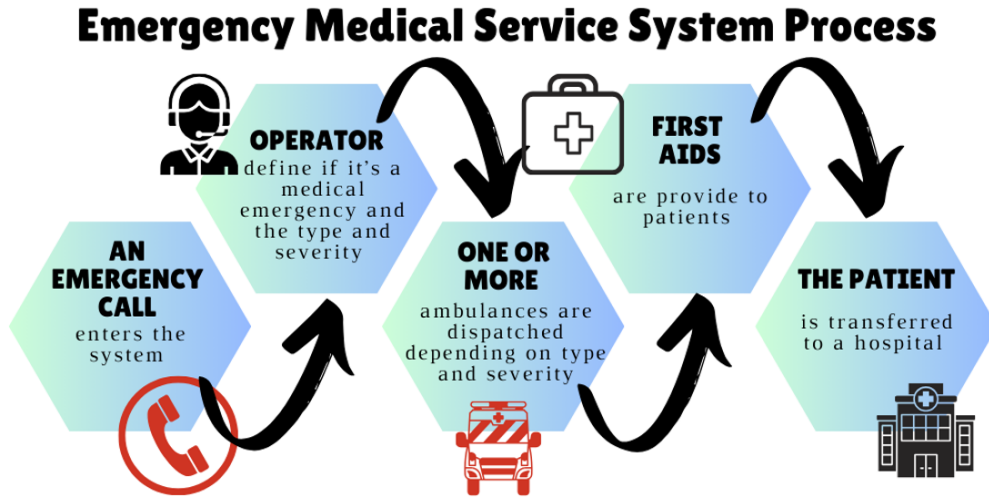 Emergency Medical Service System Process
AN
EMERGENCY
CALL
enters the
system
OPERATOR
define if it's a
medical
emergency and
the type and
severity
ONE OR
MORE
ambulances are
dispatched
depending on type
and severity
FIRST
AIDS
are provide to
patients
THE PATIENT
is transferred
to a hospital